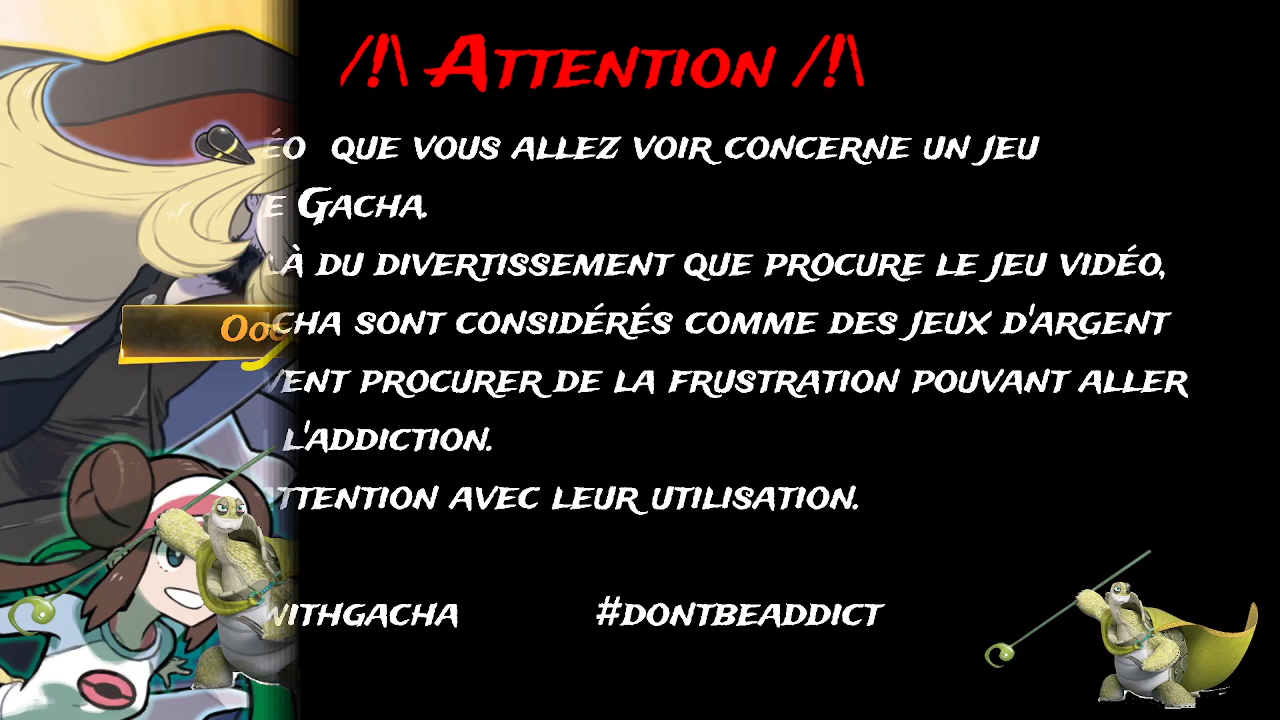 /!\ Attention /!\
éo que vous allez voir concerne un jeu
e Gacha.
là du divertissement que procure le jeu vidéo,
cha sont considérés comme des jeux d'argent
vent procurer de la frustration pouvant aller
l'addiction.
attention avec leur utilisation.
withgacha #dontbeaddict